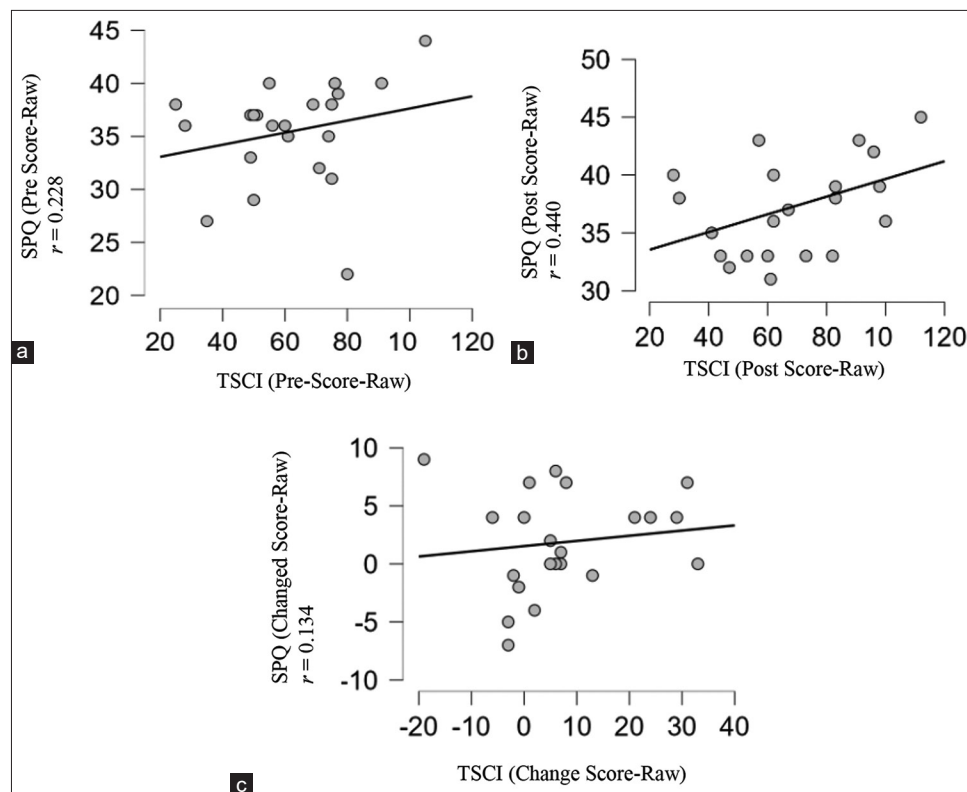 45
40
35
30
25
20
SPQ (Pre Score-Raw)
r = 0.228
20 40 60 80 10 120
a
TSCI (Pre-Score-Raw)
50
45
40
35
30
SPQ (Post Score-Raw)
r = 0.440
20 40 60 80 10 120
b
TSCI (Post Score-Raw)
10
5
0
-5
-10
SPQ (Changed Score-Raw)
r = 0.134
-20 -10 0 10 20 30 40
TSCI (Change Score-Raw)
c